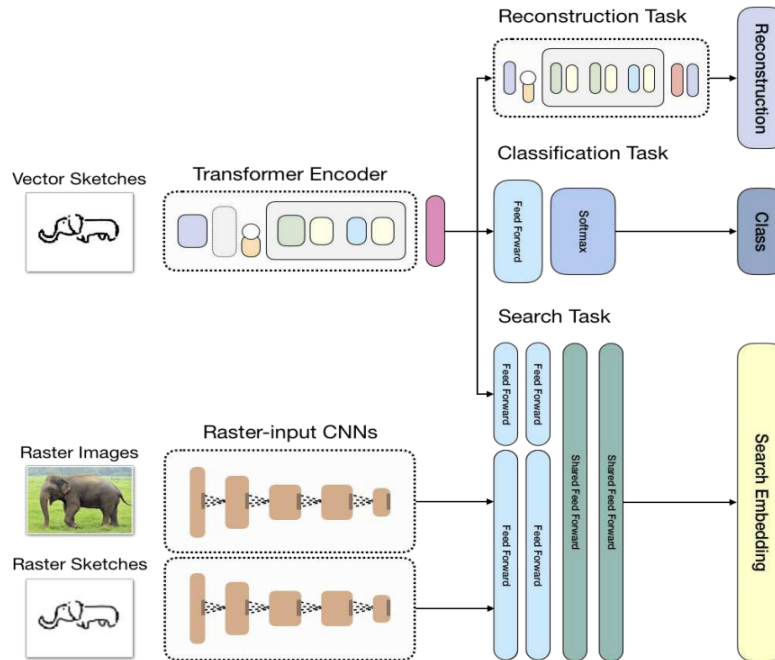 Reconstruction Task
Reconstruction
Classification Task
Vector Sketches
Transformer Encoder
Feed Forward
Softmax
Class
Search Task
Feed Forward
Feed Forward
Shared Feed Forward
Shared Feed Forward
Search Embedding
Raster-input CNNs
Raster Images
Feed Forward
Feed Forward
Raster Sketches